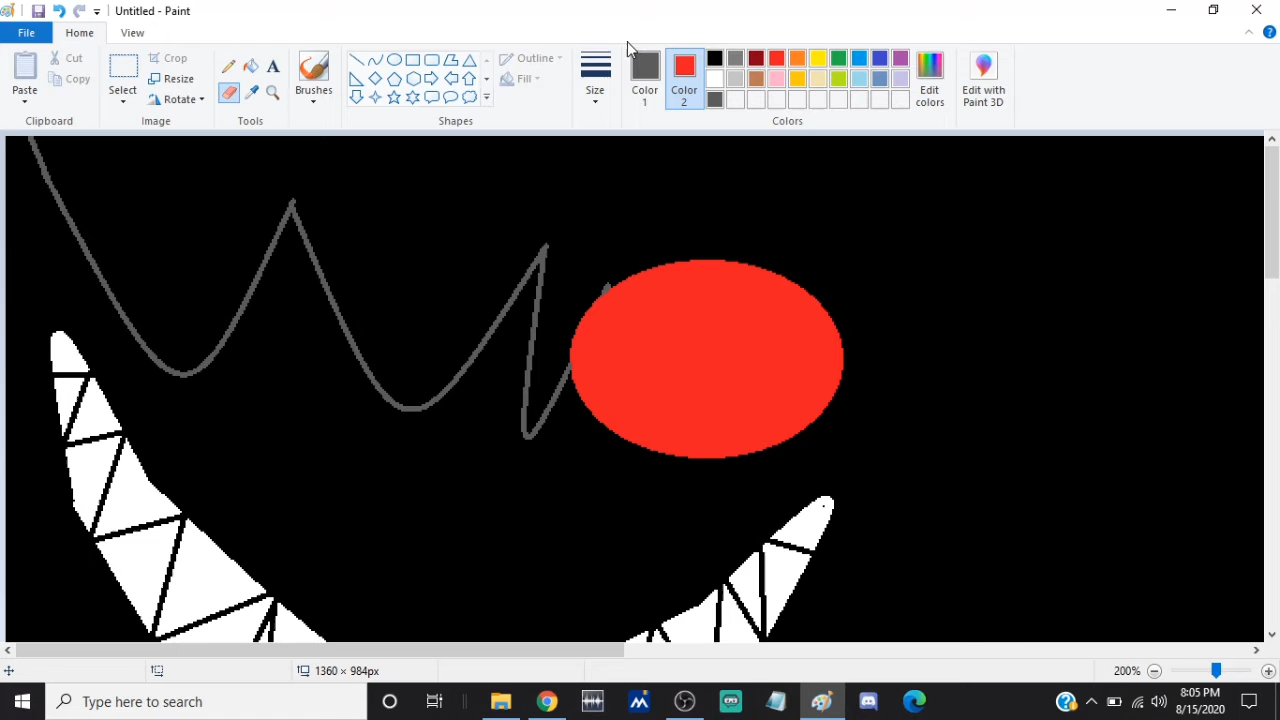 Untitled - Paint
File Home View
Paste
Cut
Copy
Clipboard
Select
Crop
Resize
Rotate
Image
A
Tools
Brushes
Shapes
Outline
Fill
Size
Color 1
Color 2
Colors
Edit colors
Edit with Paint 3D
1360 × 984px
200%
Type here to search
8:05 PM
8/15/2020